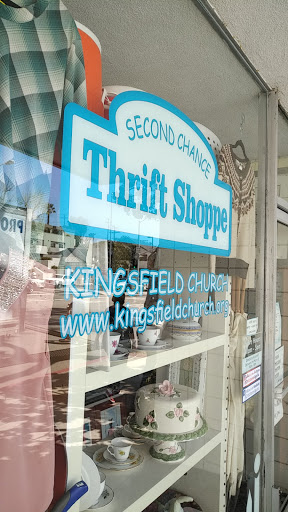 SECOND CHANCE
Thrift Shoppe
KINGSFIELD CHURCH
www.kingsfieldchurch.org